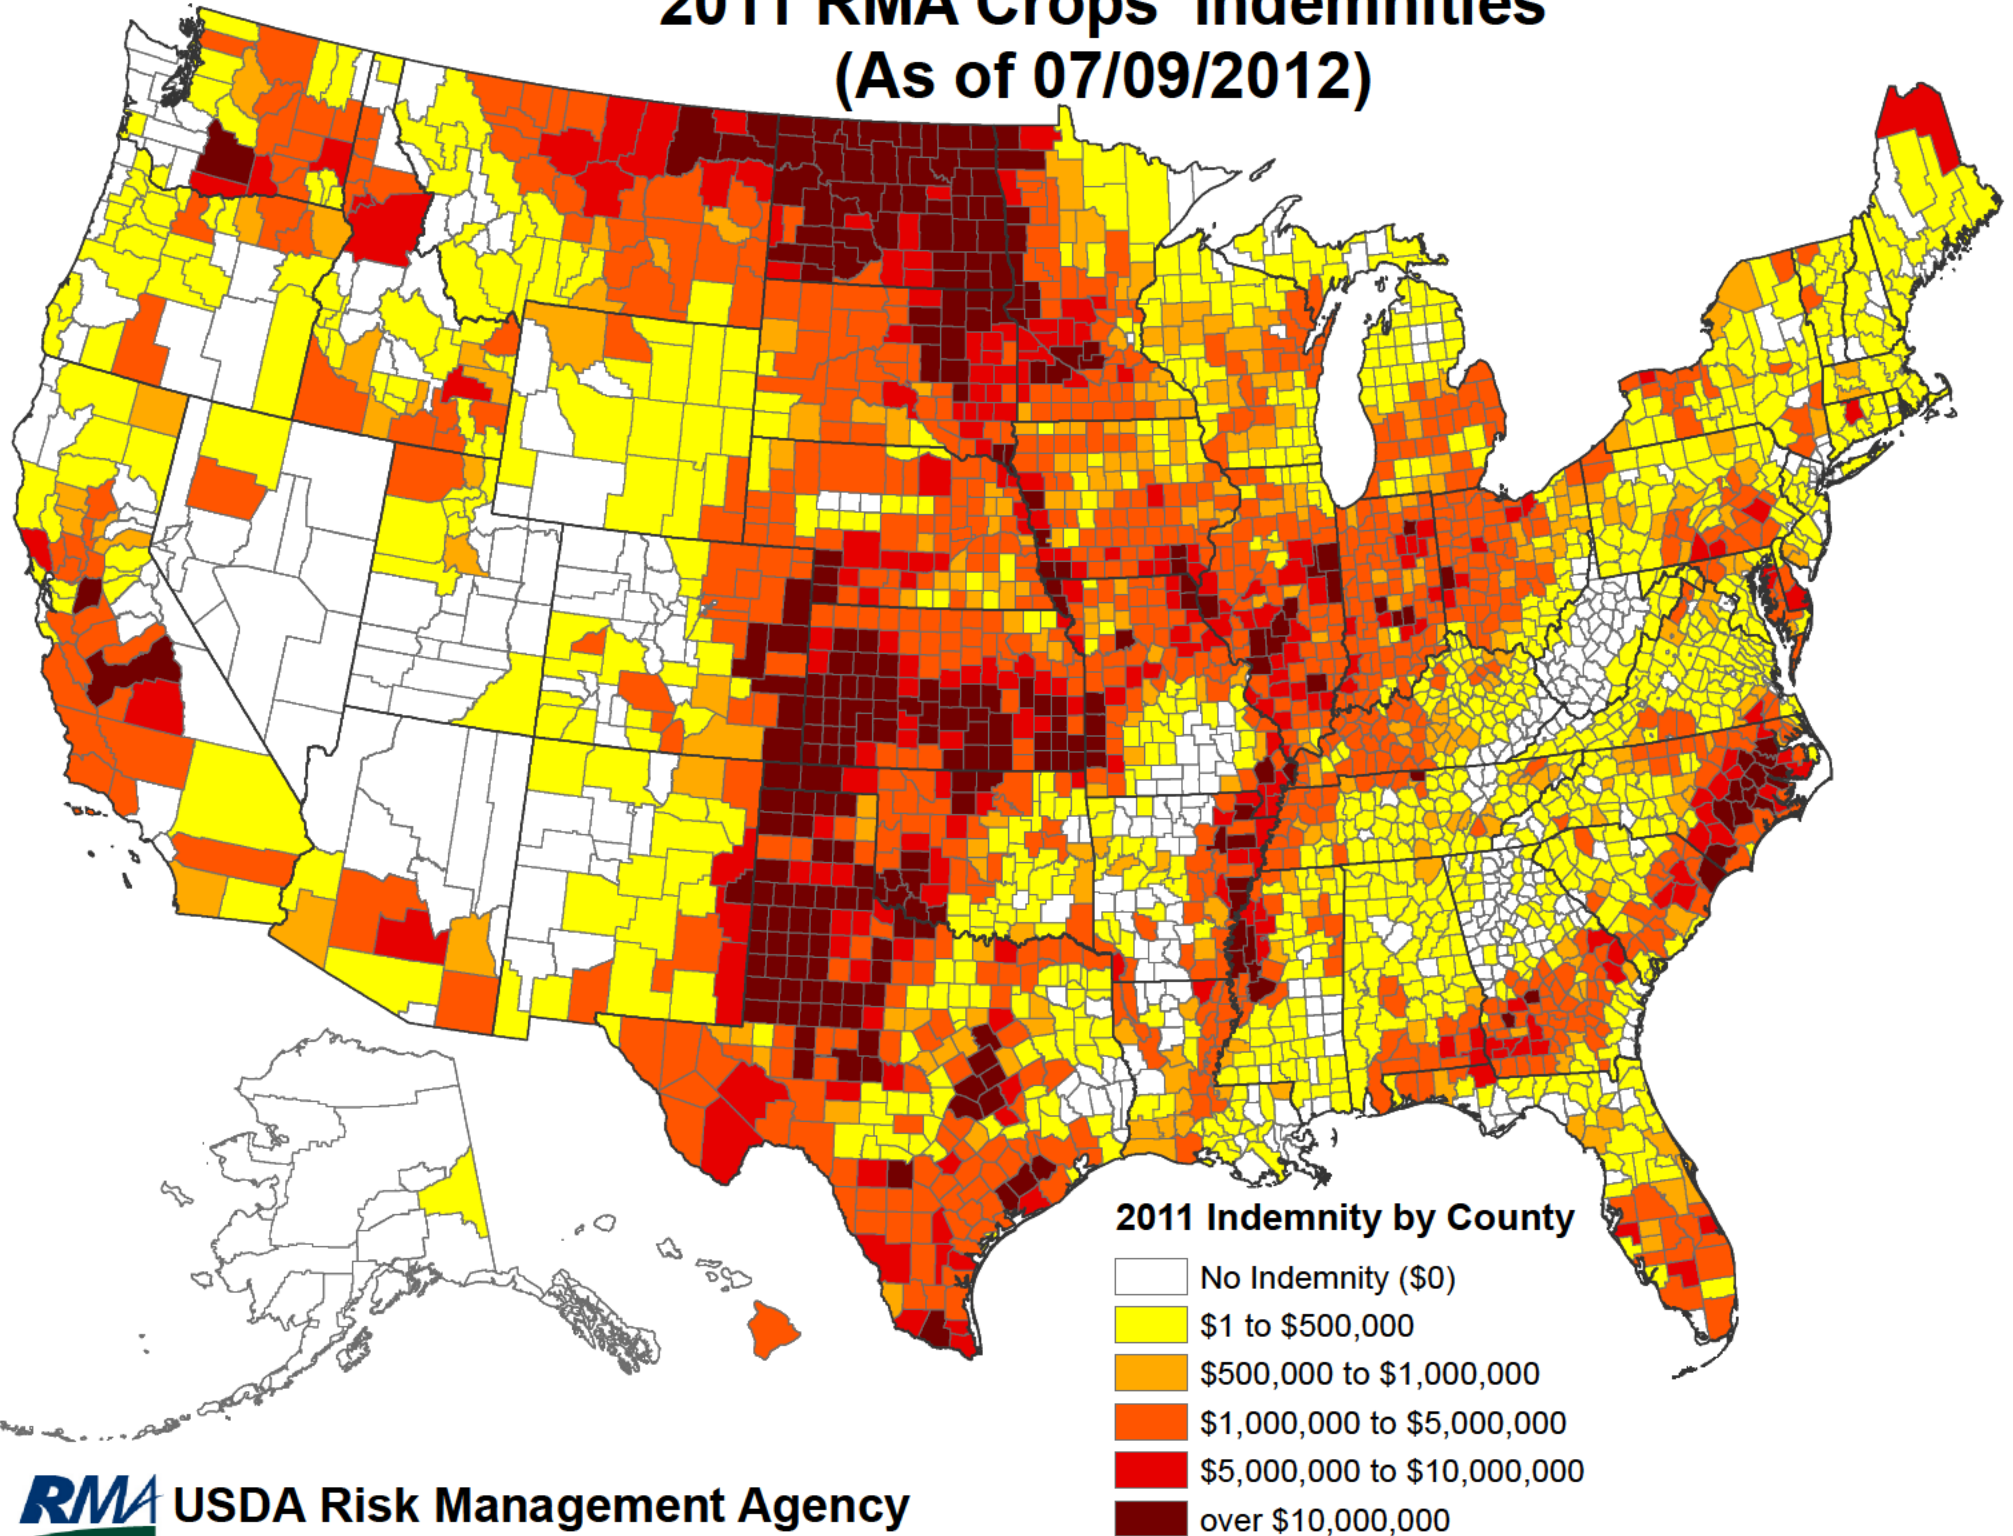 2011 RMA Crops' Indemnities
(As of 07/09/2012)
2011 Indemnity by County
No Indemnity ($0)
$1 to $500,000
$500,000 to $1,000,000
$1,000,000 to $5,000,000
$5,000,000 to $10,000,000
over $10,000,000
RMA USDA Risk Management Agency